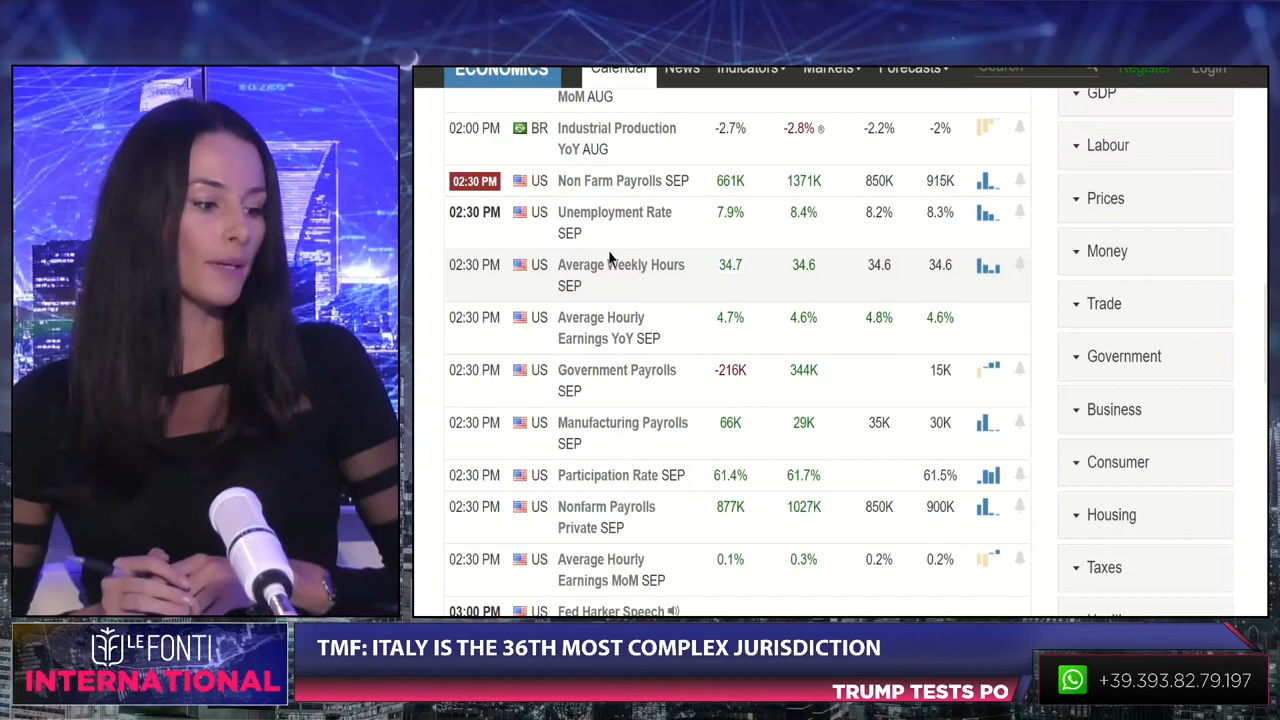 ECONOMICS Calendar News Indicators Markets Forecasts Search Register Login
MoM AUG
02:00 PM BR Industrial Production -2.7% -2.8% ® -2.2% -2%
YoY AUG
02:30 PM US Non Farm Payrolls SEP 661K 1371K 850K 915K
02:30 PM US Unemployment Rate 7.9% 8.4% 8.2% 8.3%
SEP
02:30 PM US Average Weekly Hours 34.7 34.6 34.6 34.6
SEP
02:30 PM US Average Hourly 4.7% 4.6% 4.8% 4.6%
Earnings YoY SEP
02:30 PM US Government Payrolls -216K 344K 15K
SEP
02:30 PM US Manufacturing Payrolls 66K 29K 35K 30K
SEP
02:30 PM US Participation Rate SEP 61.4% 61.7% 61.5%
02:30 PM US Nonfarm Payrolls 877K 1027K 850K 900K
Private SEP
02:30 PM US Average Hourly 0.1% 0.3% 0.2% 0.2%
Earnings MoM SEP
03:00 PM US Fed Harker Speech
GDP
Labour
Prices
Money
Trade
Government
Business
Consumer
Housing
Taxes
LE FONTI
INTERNATIONAL
TMF: ITALY IS THE 36TH MOST COMPLEX JURISDICTION
TRUMP TESTS PO
+39.393.82.79.197